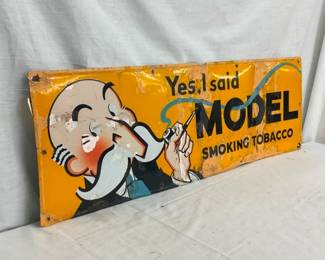 Yes, I said
MODEL
SMOKING TOBACCO